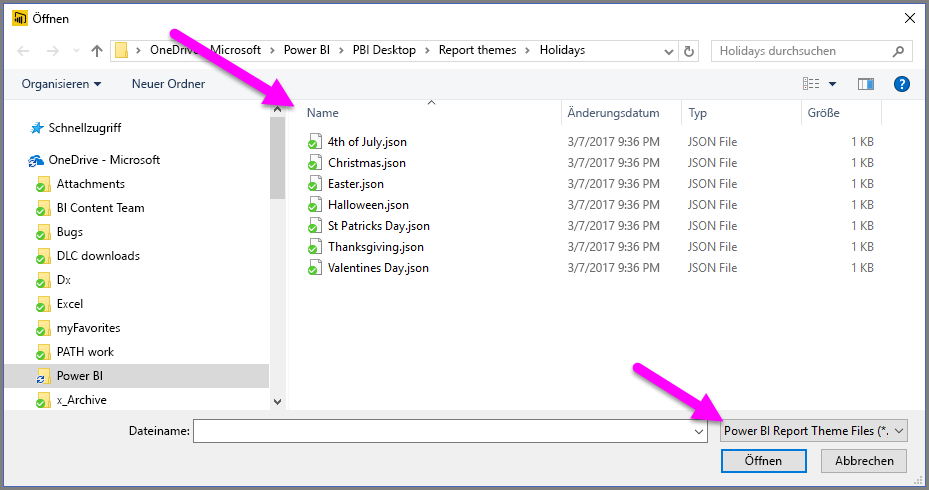 Öffnen
OneDrive - Microsoft > Power BI > PBI Desktop > Report themes > Holidays
Holidays durchsuchen
Organisieren
Neuer Ordner
?
Name
Änderungsdatum
Typ
Größe
4th of July.json 3/7/2017 9:36 PM JSON File 1 KB
Christmas.json 3/7/2017 9:36 PM JSON File 1 KB
Easter.json 3/7/2017 9:36 PM JSON File 1 KB
Halloween.json 3/7/2017 9:36 PM JSON File 1 KB
St Patricks Day.json 3/7/2017 9:36 PM JSON File 1 KB
Thanksgiving.json 3/7/2017 9:36 PM JSON File 1 KB
Valentines Day.json 3/7/2017 9:36 PM JSON File 1 KB
Schnellzugriff
OneDrive - Microsoft
Attachments
BI Content Team
Bugs
DLC downloads
Dx
Excel
myFavorites
PATH work
Power BI
x_Archive
Dateiname:
Power BI Report Theme Files (*.
Öffnen
Abbrechen